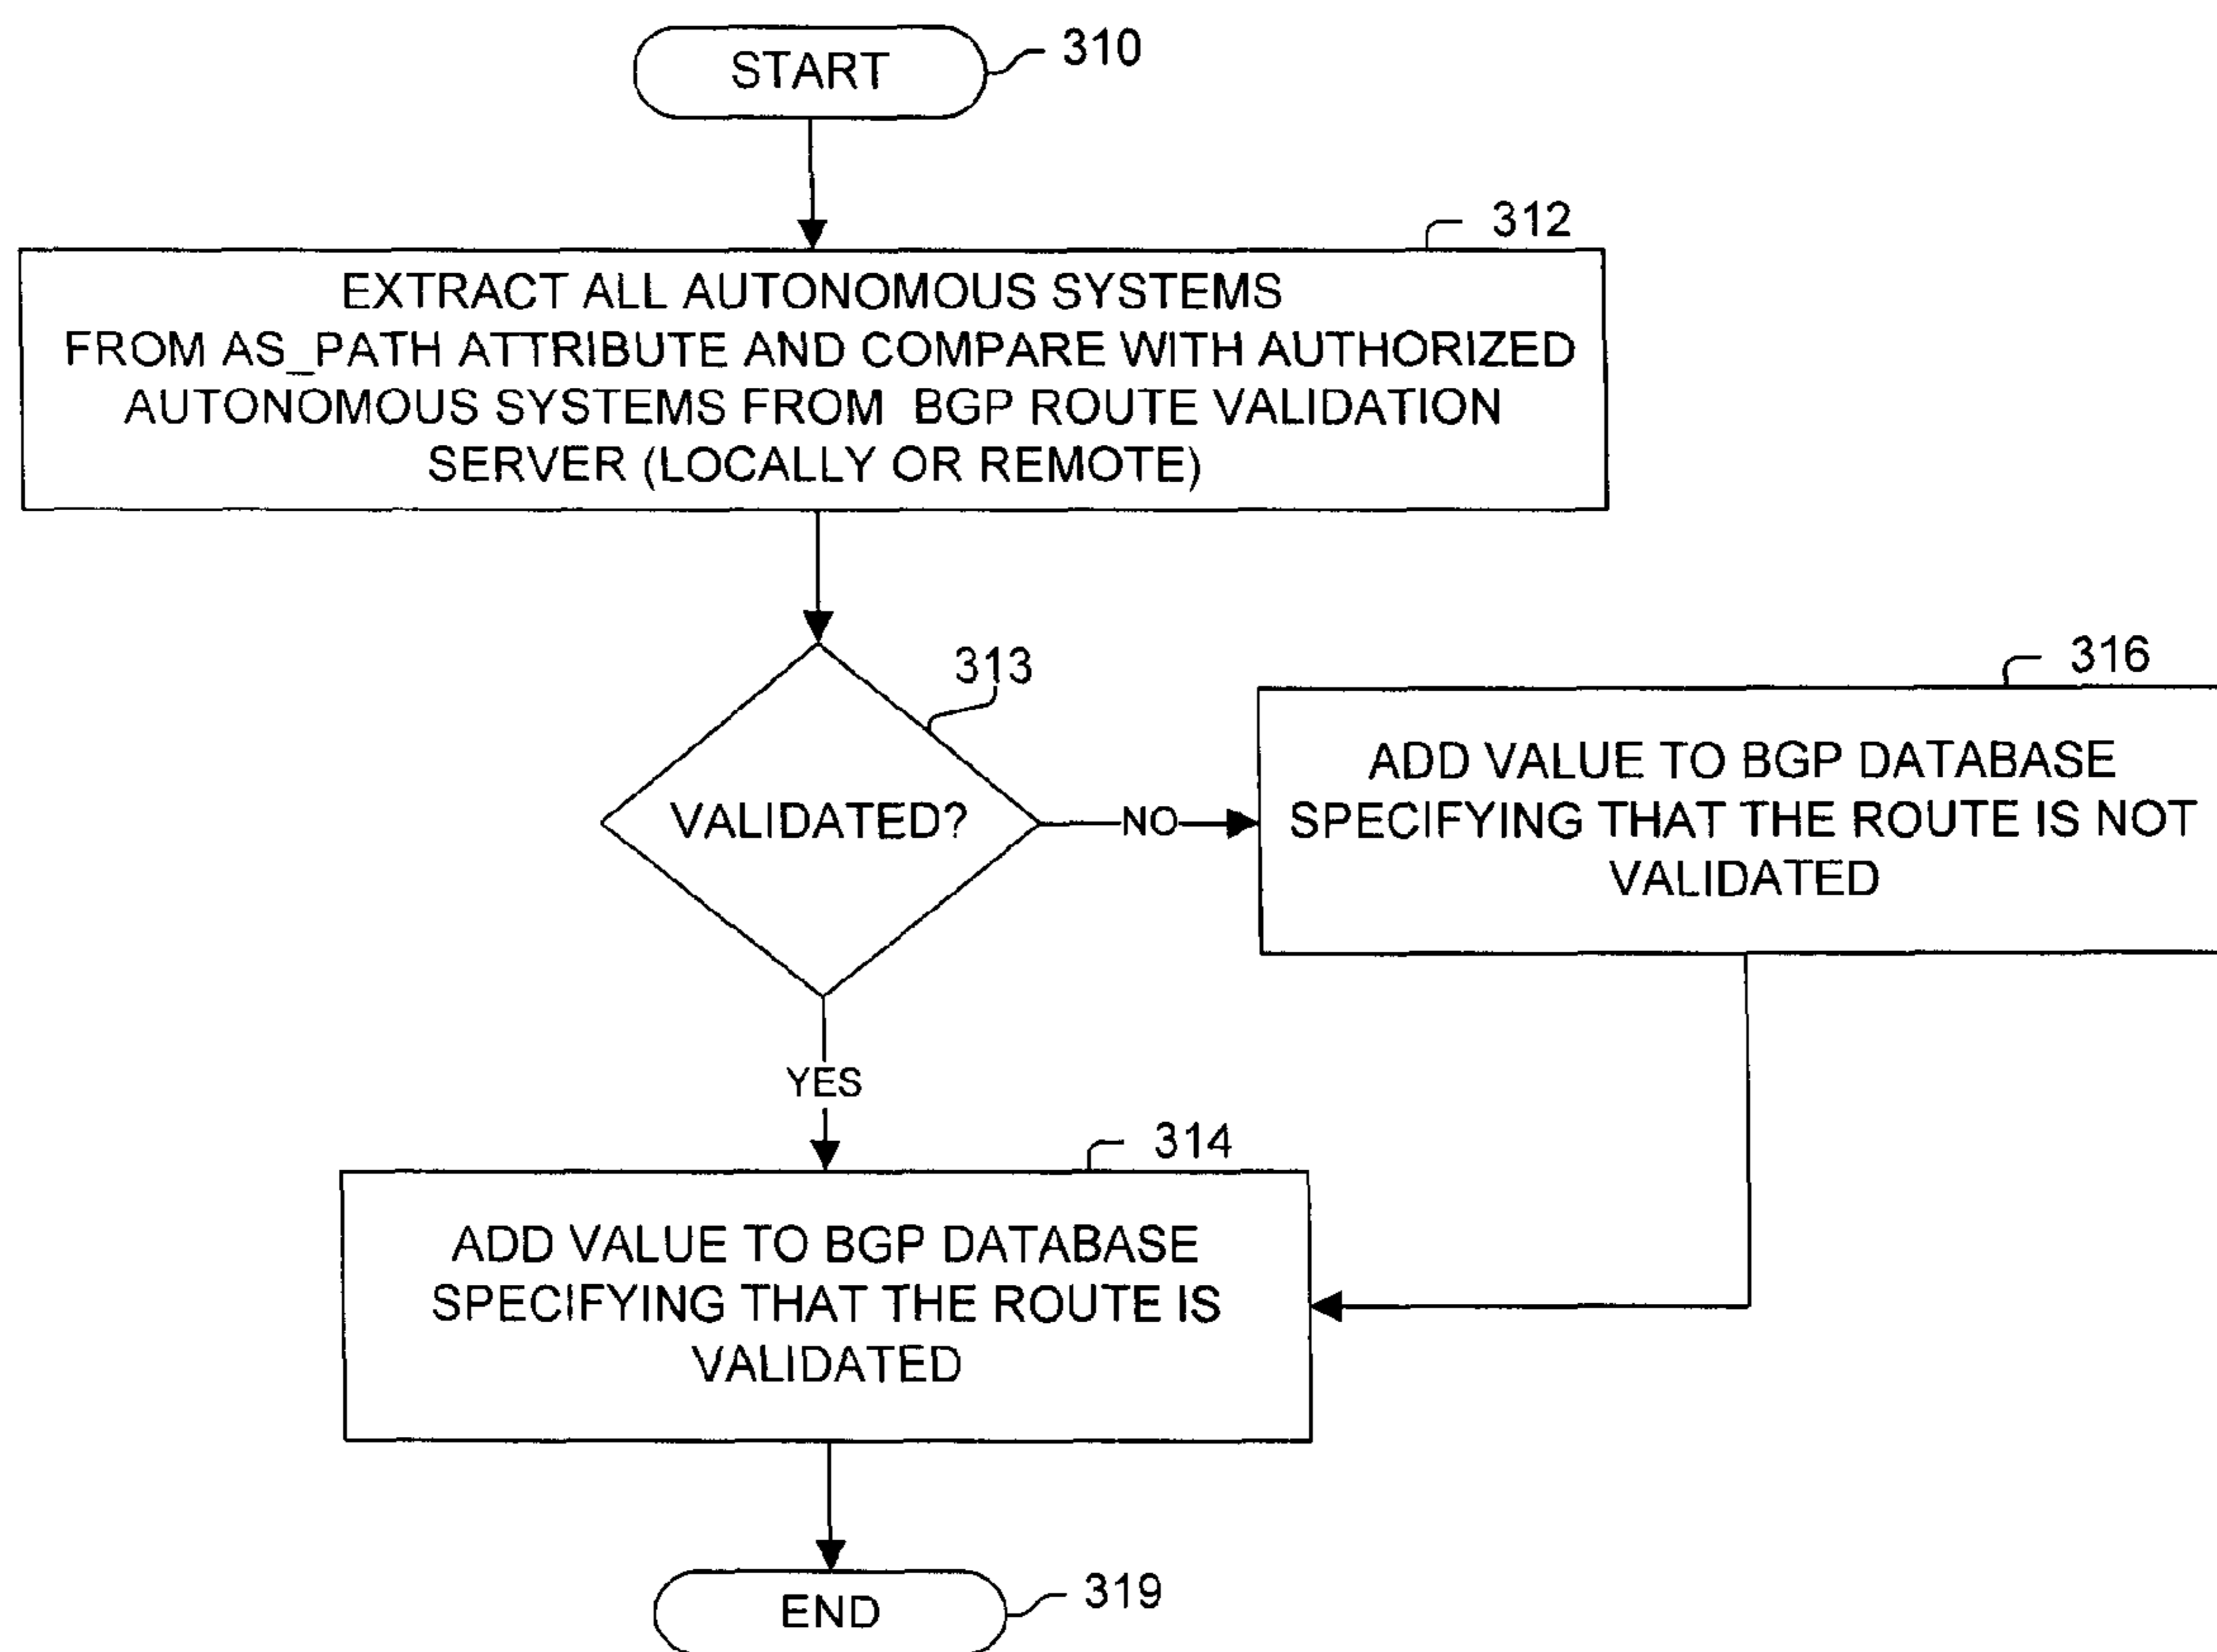 START
310
312
EXTRACT ALL AUTONOMOUS SYSTEMS
FROM AS_PATH ATTRIBUTE AND COMPARE WITH AUTHORIZED
AUTONOMOUS SYSTEMS FROM BGP ROUTE VALIDATION
SERVER (LOCALLY OR REMOTE)
313
VALIDATED?
NO
316
ADD VALUE TO BGP DATABASE
SPECIFYING THAT THE ROUTE IS NOT
VALIDATED
YES
314
ADD VALUE TO BGP DATABASE
SPECIFYING THAT THE ROUTE IS
VALIDATED
END
319